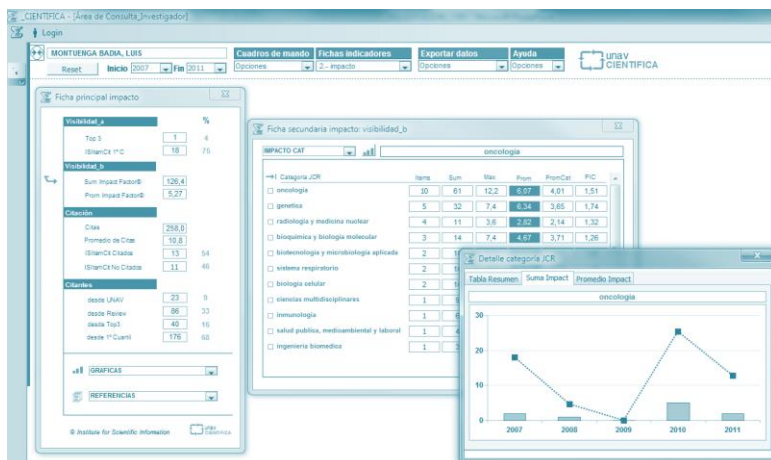 _CIENTIFICA - [Área de Consulta_Investigador]
Login
MONTUENGA BADIA, LUIS
Cuadros de mando Fichas indicadores Exportar datos Ayuda
Reset Inicio 2007 Fin 2011 Opciones 2.- impacto Opciones Opciones
unav
CIENTIFICA
Ficha principal impacto
Visibilidad_a %
Top 3 1 4
ISItamCit 1º C 18 75
Visibilidad_b
Sum Impact Factor® 126,4
Prom Impact Factor® 5,27
Citación
Citas 258,0
Promedio de Citas 10,8
ISItamCit Citados 13 54
ISItamCit No Citados 11 46
Citantes
desde UNAV 23 9
desde Review 86 33
desde Top3 40 16
desde 1º Cuartil 176 68
GRAFICAS
REFERENCIAS
© Institute for Scientific Information
unav
CIENTIFICA
Ficha secundaria impacto: visibilidad_b
IMPACTO CAT oncologia
Categoría JCR Items Sum Max Prom PromCat PIC
oncologia 10 61 12,2 6,07 4,01 1,51
genetica 5 32 7,4 6,34 3,65 1,74
radiologia y medicina nuclear 4 11 3,6 2,82 2,14 1,32
bioquimica y biologia molecular 3 14 7,4 4,67 3,71 1,26
biotecnologia y microbiologia aplicada 2
sistema respiratorio 2
biologia celular 2
ciencias multidisciplinares 1
inmunologia 1
salud publica, medioambiental y laboral 1
ingenieria biomedica 1
Detalle categoría JCR
Tabla Resumen Suma Impact Promedio Impact
oncologia
30
20
10
0
2007 2008 2009 2010 2011